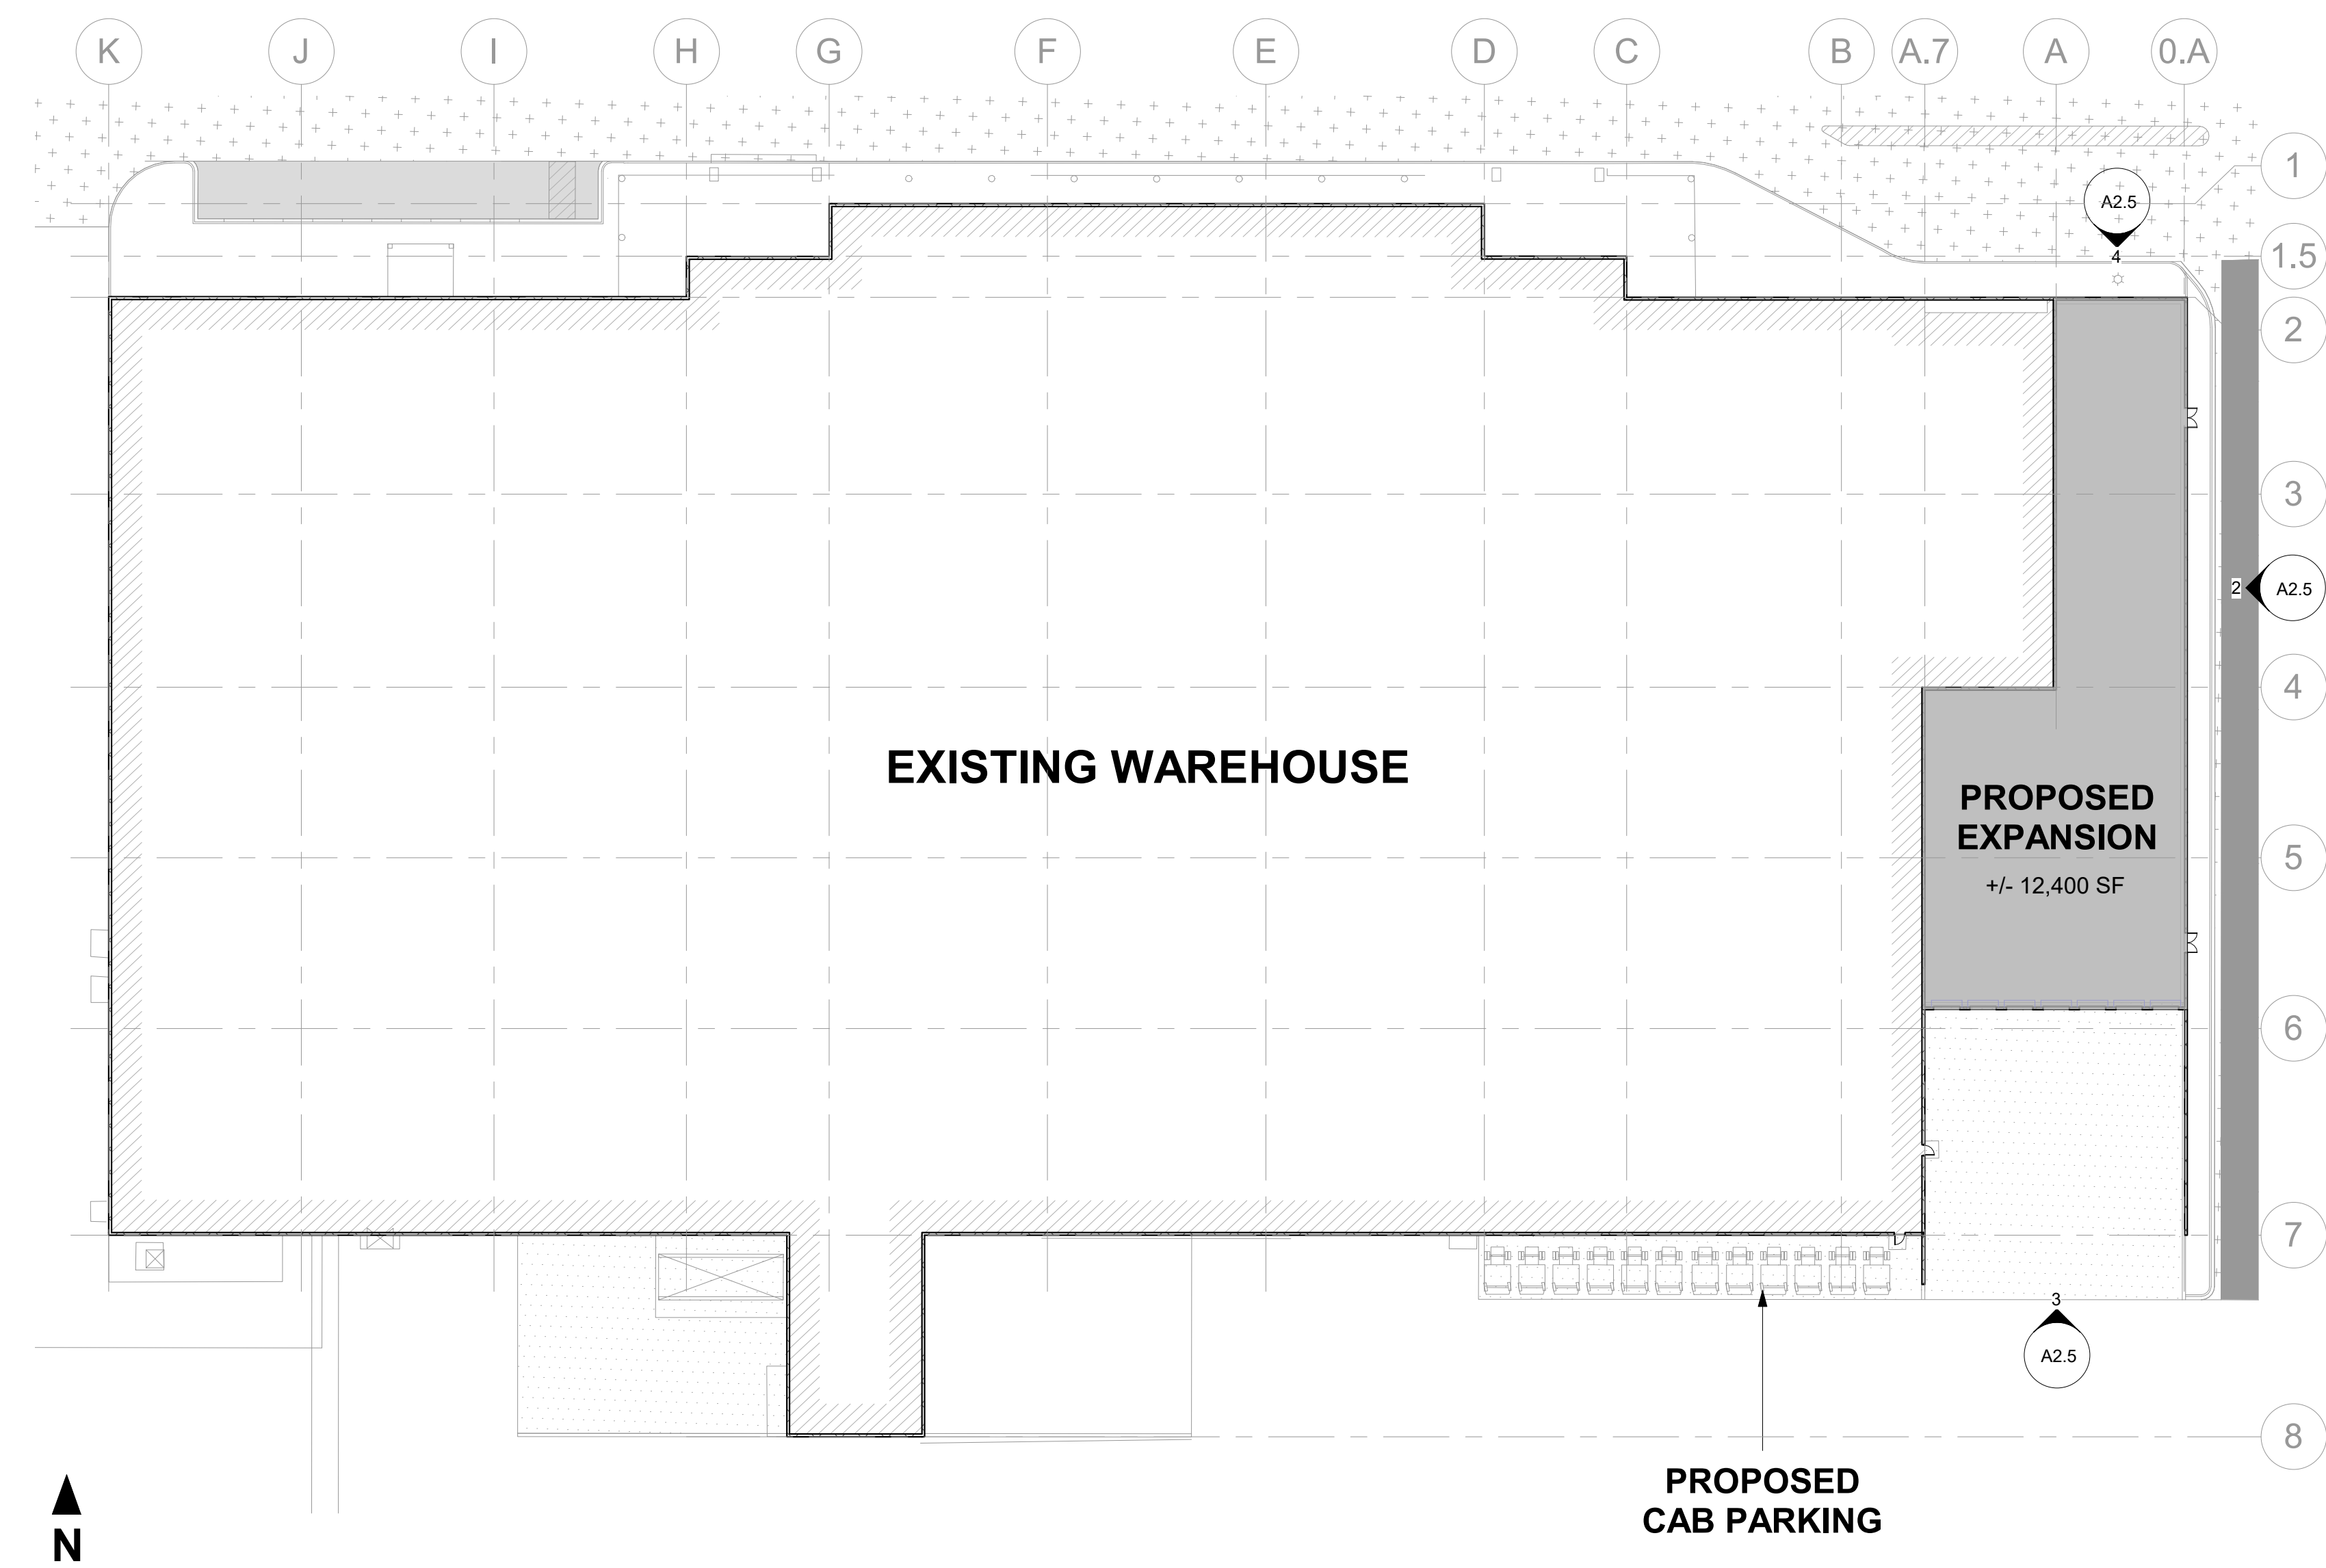 K J I H G F E D C B A.7 A 0.A
1
A2.5
4
1.5
2
3
2 A2.5
4
EXISTING WAREHOUSE
PROPOSED
EXPANSION
5
+/- 12,400 SF
6
7
3
A2.5
8
PROPOSED
CAB PARKING
N